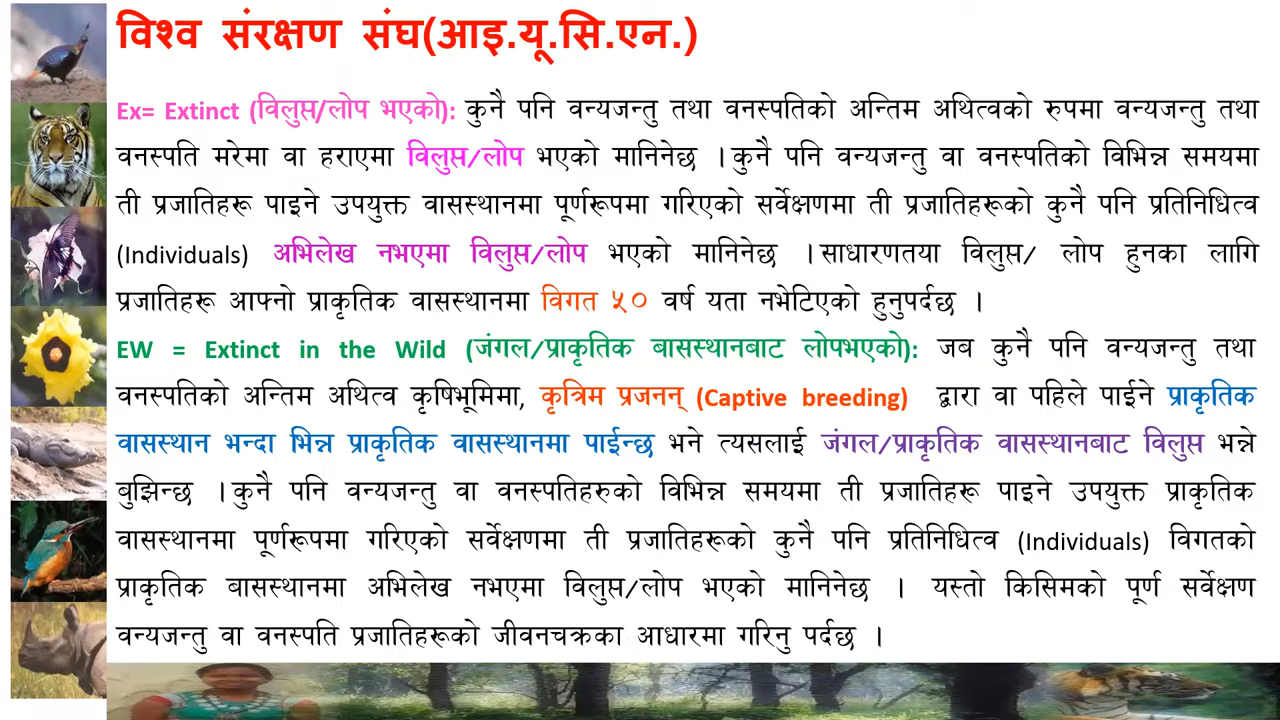 विश्व संरक्षण संघ(आइ.यू.सि.एन.)
Ex= Extinct (विलुप्त/लोप भएको): कुनै पनि वन्यजन्तु तथा वनस्पतिको अन्तिम अथित्वको रुपमा वन्यजन्तु तथा
वनस्पति मरेमा वा हराएमा विलुप्त/लोप भएको मानिनेछ । कुनै पनि वन्यजन्तु वा वनस्पतिको विभिन्न समयमा
ती प्रजातिहरू पाइने उपयुक्त वासस्थानमा पूर्णरूपमा गरिएको सर्वेक्षणमा ती प्रजातिहरूको कुनै पनि प्रतिनिधित्व
(Individuals) अभिलेख नभएमा विलुप्त/लोप भएको मानिनेछ । साधारणतया विलुप्त/ लोप हुनका लागि
प्रजातिहरू आफ्नो प्राकृतिक वासस्थानमा विगत ५० वर्ष यता नभेटिएको हुनुपर्दछ ।
EW = Extinct in the Wild (जंगल/प्राकृतिक बासस्थानबाट लोपभएको): जब कुनै पनि वन्यजन्तु तथा
वनस्पतिको अन्तिम अथित्व कृषिभूमिमा, कृत्रिम प्रजनन् (Captive breeding) द्वारा वा पहिले पाईने प्राकृतिक
वासस्थान भन्दा भिन्न प्राकृतिक वासस्थानमा पाईन्छ भने त्यसलाई जंगल/प्राकृतिक वासस्थानबाट विलुप्त भन्ने
बुझिन्छ । कुनै पनि वन्यजन्तु वा वनस्पतिहरुको विभिन्न समयमा ती प्रजातिहरू पाइने उपयुक्त प्राकृतिक
वासस्थानमा पूर्णरूपमा गरिएको सर्वेक्षणमा ती प्रजातिहरूको कुनै पनि प्रतिनिधित्व (Individuals) विगतको
प्राकृतिक बासस्थानमा अभिलेख नभएमा विलुप्त/लोप भएको मानिनेछ । यस्तो किसिमको पूर्ण सर्वेक्षण
वन्यजन्तु वा वनस्पति प्रजातिहरूको जीवनचक्रका आधारमा गरिनु पर्दछ ।